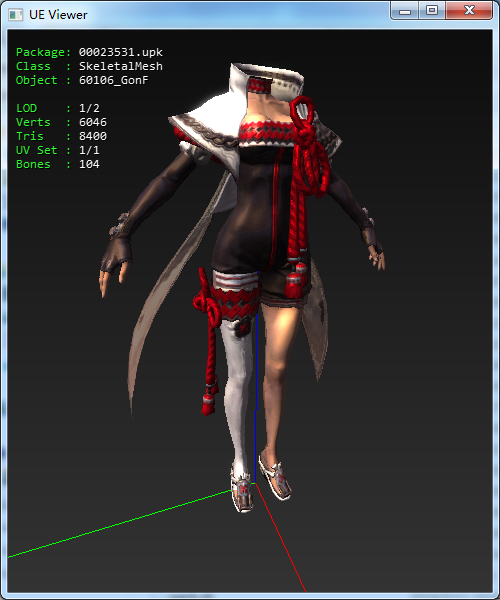 UE Viewer
Package: 00023531.upk
Class : SkeletalMesh
Object : 60106_GonF
LOD : 1/2
Verts : 6046
Tris : 8400
UV Set : 1/1
Bones : 104